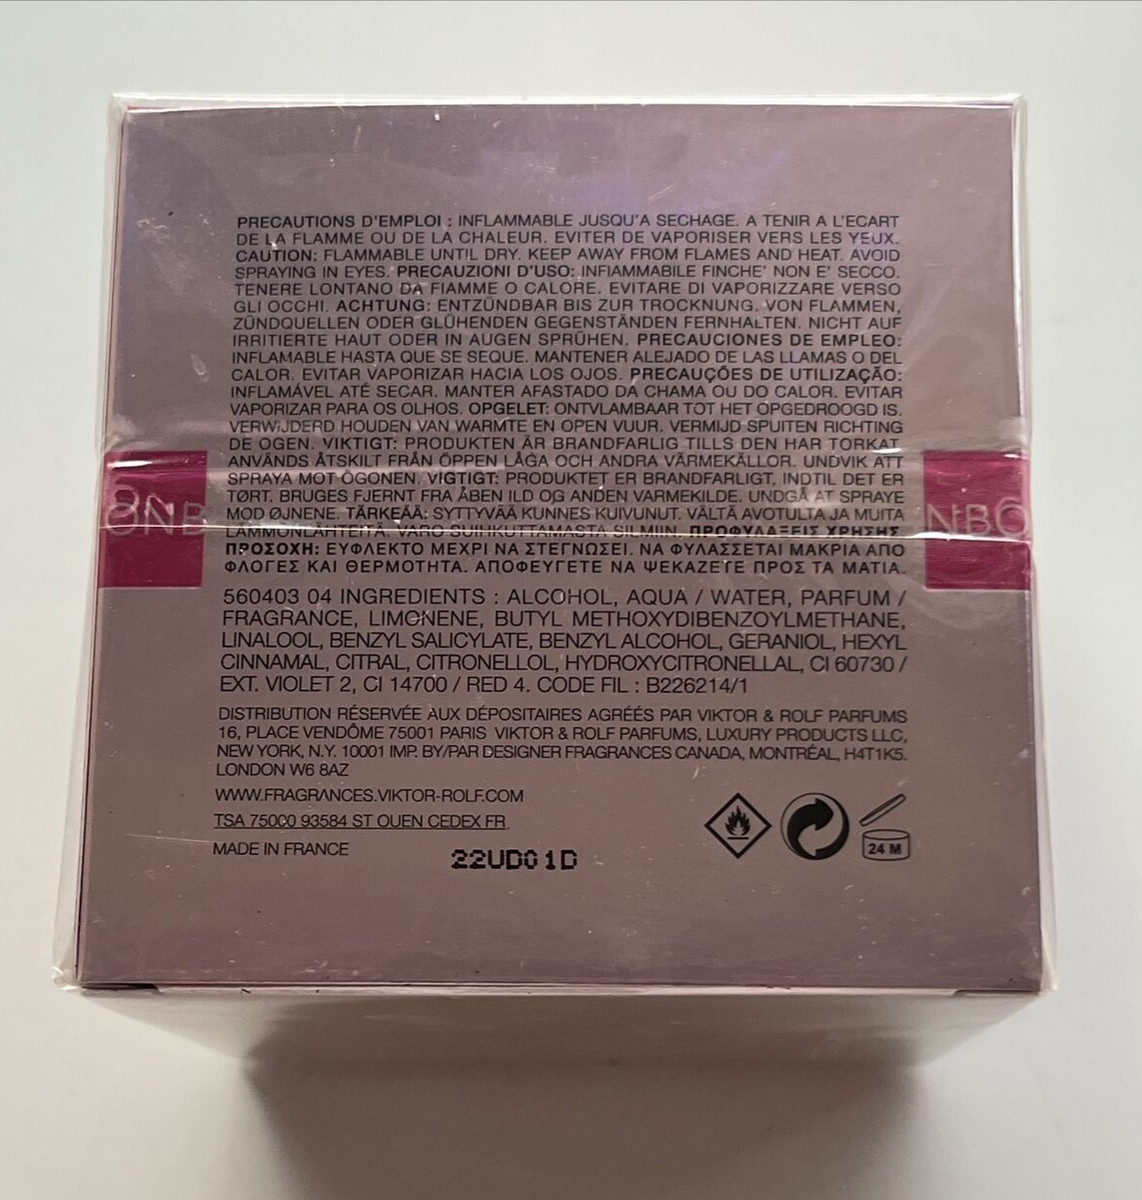 PRECAUTIONS D'EMPLOI : INFLAMMABLE JUSQU'A SECHAGE. A TENIR A L'ECART
DE LA FLAMME OU DE LA CHALEUR. EVITER DE VAPORISER VERS LES YEUX.
CAUTION: FLAMMABLE UNTIL DRY. KEEP AWAY FROM FLAMES AND HEAT. AVOID
SPRAYING IN EYES. PRECAUZIONI D'USO: INFIAMMABILE FINCHE' NON E' SECCO.
TENERE LONTANO DA FIAMME O CALORE. EVITARE DI VAPORIZZARE VERSO
GLI OCCHI. ACHTUNG: ENTZÜNDBAR BIS ZUR TROCKNUNG. VON FLAMMEN,
ZÜNDQUELLEN ODER GLÜHENDEN GEGENSTÄNDEN FERNHALTEN. NICHT AUF
IRRITIERTE HAUT ODER IN AUGEN SPRÜHEN. PRECAUCIONES DE EMPLEO:
INFLAMABLE HASTA QUE SE SEQUE. MANTENER ALEJADO DE LAS LLAMAS O DEL
CALOR. EVITAR VAPORIZAR HACIA LOS OJOS. PRECAUÇÕES DE UTILIZAÇÃO:
INFLAMÁVEL ATÉ SECAR. MANTER AFASTADO DA CHAMA OU DO CALOR. EVITAR
VAPORIZAR PARA OS OLHOS. OPGELET: ONTVLAMBAAR TOT HET OPGEDROOGD IS.
VERWIJDERD HOUDEN VAN WARMTE EN OPEN VUUR. VERMIJD SPUITEN RICHTING
DE OGEN. VIKTIGT: PRODUKTEN ÄR BRANDFARLIG TILLS DEN HAR TORKAT
ANVÄNDS ÅTSKILT FRÅN ÖPPEN LÅGA OCH ANDRA VÄRMEKÄLLOR. UNDVIK ATT
SPRAYA MOT ÖGONEN. VIGTIGT: PRODUKTET ER BRANDFARLIGT, INDTIL DET ER
TØRT. BRUGES FJERNT FRA ÅBEN ILD OG ANDEN VARMEKILDE. UNDGÅ AT SPRAYE
MOD ØJNENE. TÄRKEÄÄ: SYTTYVÄÄ KUNNES KUIVUNUT. VÄLTÄ AVOTULTA JA MUITA
LÄMMÖNLÄHTEITÄ. VARO SUIHKUTTAMASTA SILMIIN. ΠΡΟΦΥΛΑΞΕΙΣ ΧΡΗΣΗΣ
ΠΡΟΣΟΧΗ: ΕΥΦΛΕΚΤΟ ΜΕΧΡΙ ΝΑ ΣΤΕΓΝΩΣΕΙ. ΝΑ ΦΥΛΑΣΣΕΤΑΙ ΜΑΚΡΙΑ ΑΠΟ
ΦΛΟΓΕΣ ΚΑΙ ΘΕΡΜΟΤΗΤΑ. ΑΠΟΦΕΥΓΕΤΕ ΝΑ ΨΕΚΑΖΕΤΕ ΠΡΟΣ ΤΑ ΜΑΤΙΑ.
560403 04 INGREDIENTS : ALCOHOL, AQUA / WATER, PARFUM /
FRAGRANCE, LIMONENE, BUTYL METHOXYDIBENZOYLMETHANE,
LINALOOL, BENZYL SALICYLATE, BENZYL ALCOHOL, GERANIOL, HEXYL
CINNAMAL, CITRAL, CITRONELLOL, HYDROXYCITRONELLAL, CI 60730 /
EXT. VIOLET 2, CI 14700 / RED 4. CODE FIL : B226214/1
DISTRIBUTION RÉSERVÉE AUX DÉPOSITAIRES AGRÉÉS PAR VIKTOR & ROLF PARFUMS
16, PLACE VENDÔME 75001 PARIS VIKTOR & ROLF PARFUMS, LUXURY PRODUCTS LLC,
NEW YORK, N.Y. 10001 IMP. BY/PAR DESIGNER FRAGRANCES CANADA, MONTRÉAL, H4T1K5.
LONDON W6 8AZ
WWW.FRAGRANCES.VIKTOR-ROLF.COM
TSA 75000 93584 ST OUEN CEDEX FR
MADE IN FRANCE
22UD01D
24 M